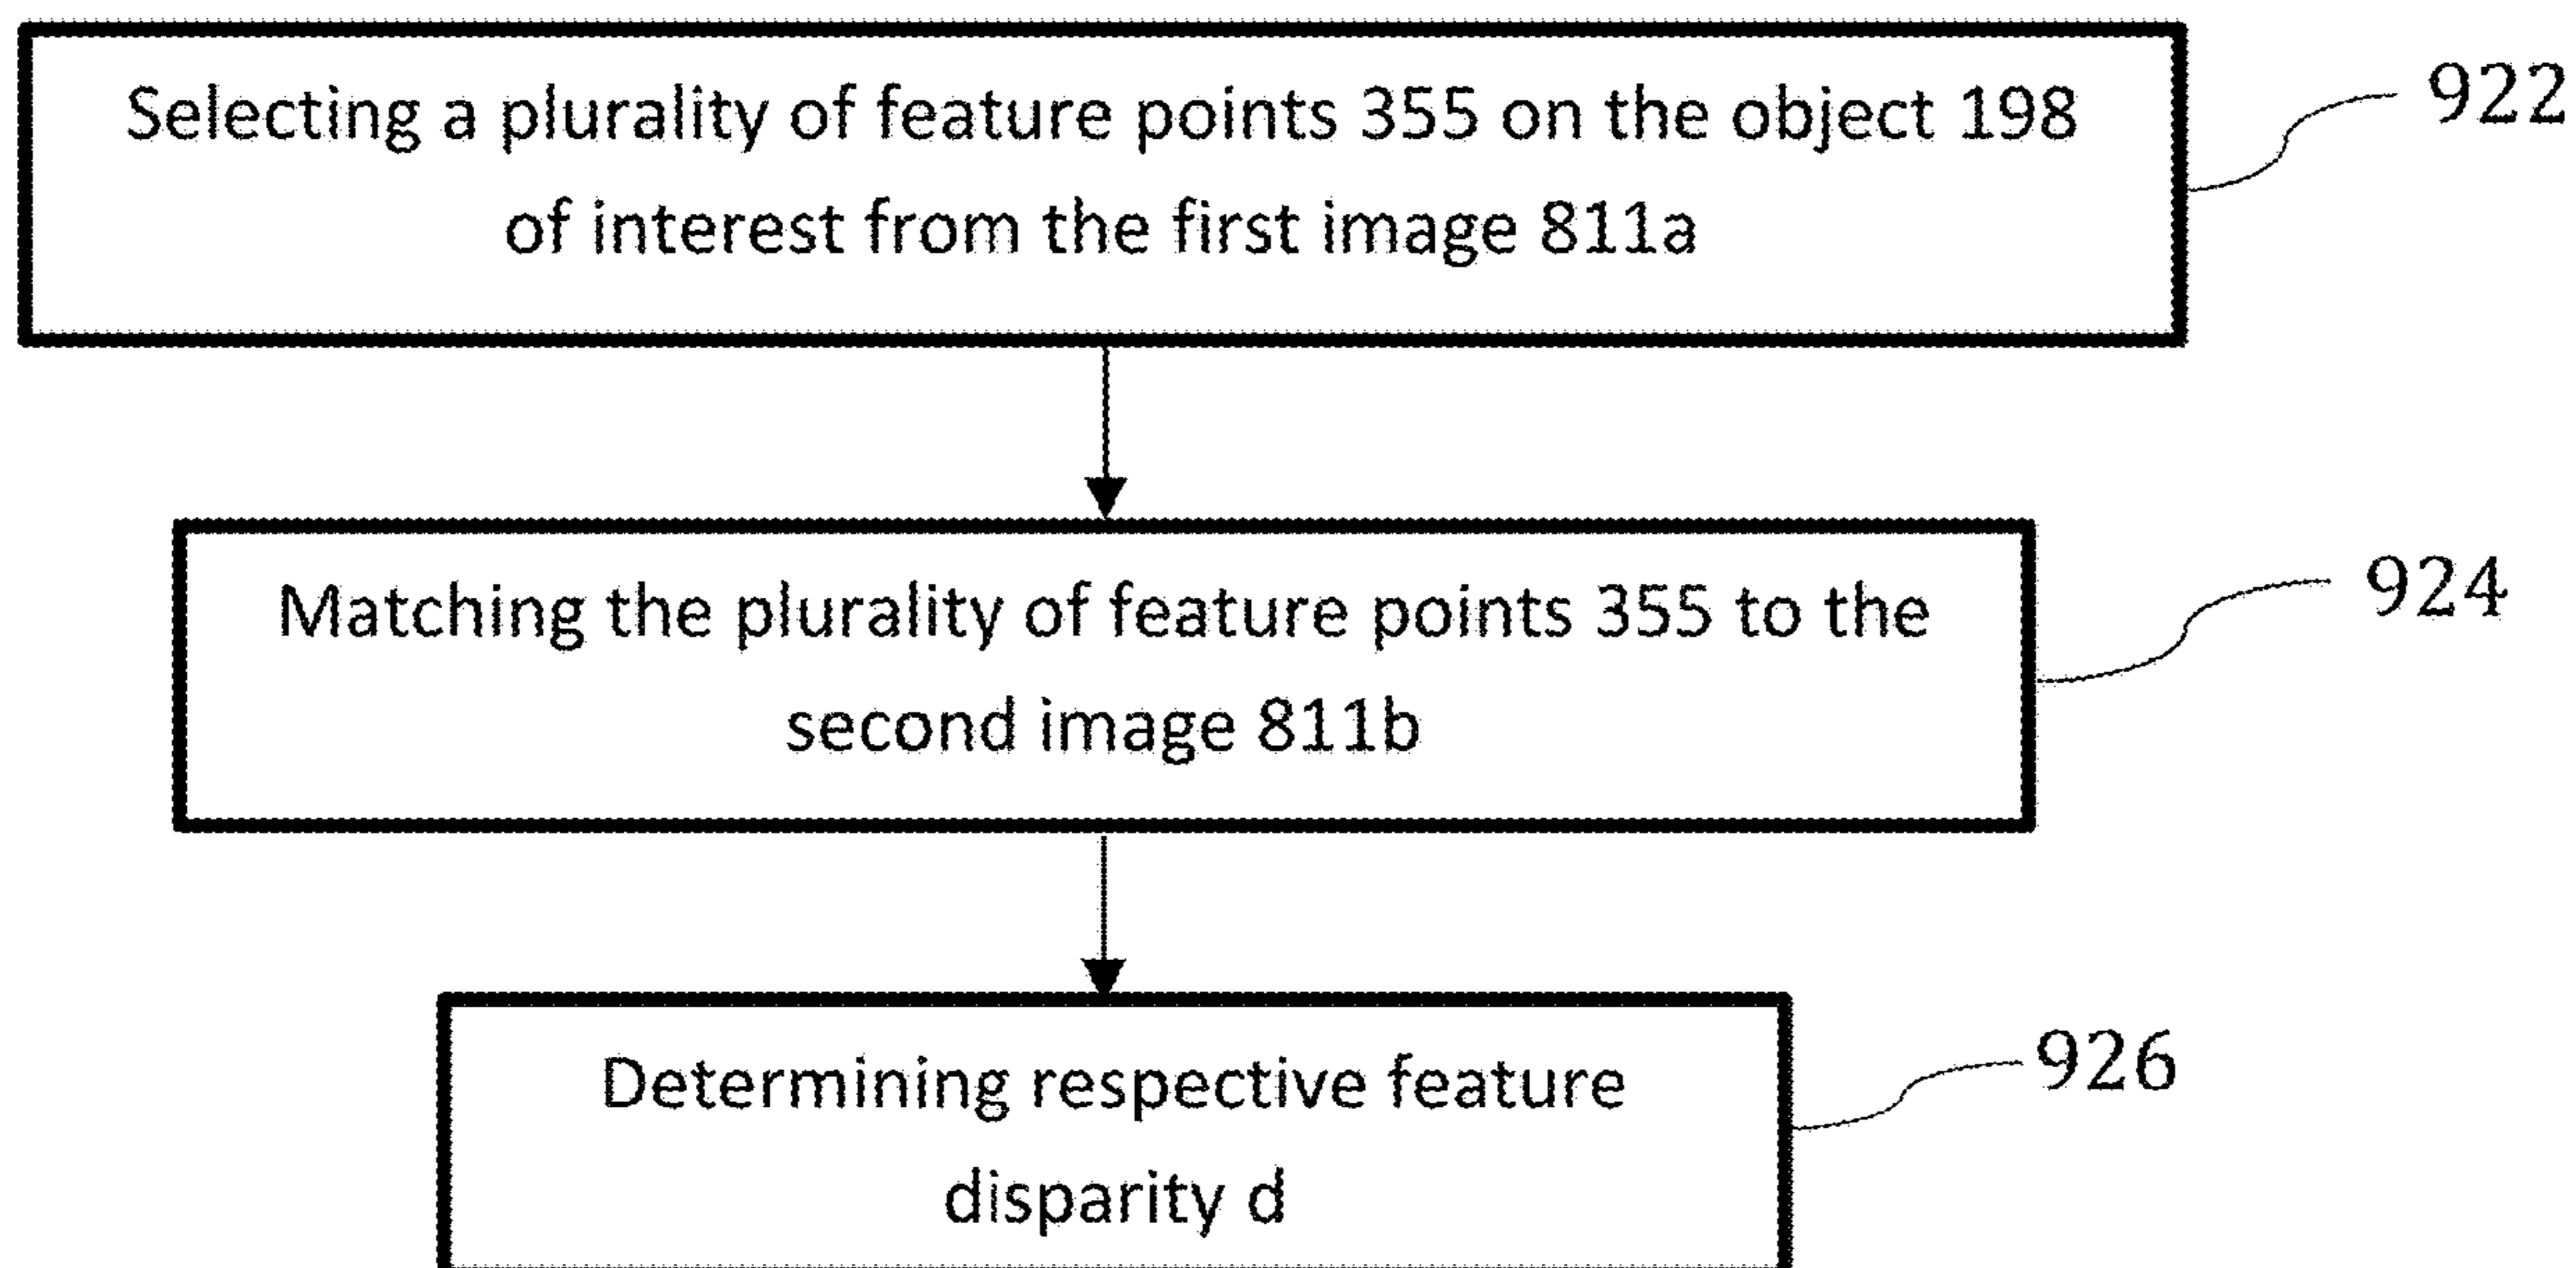 Selecting a plurality of feature points 355 on the object 198
of interest from the first image 811a
922
Matching the plurality of feature points 355 to the
second image 811b
924
Determining respective feature
disparity d
926